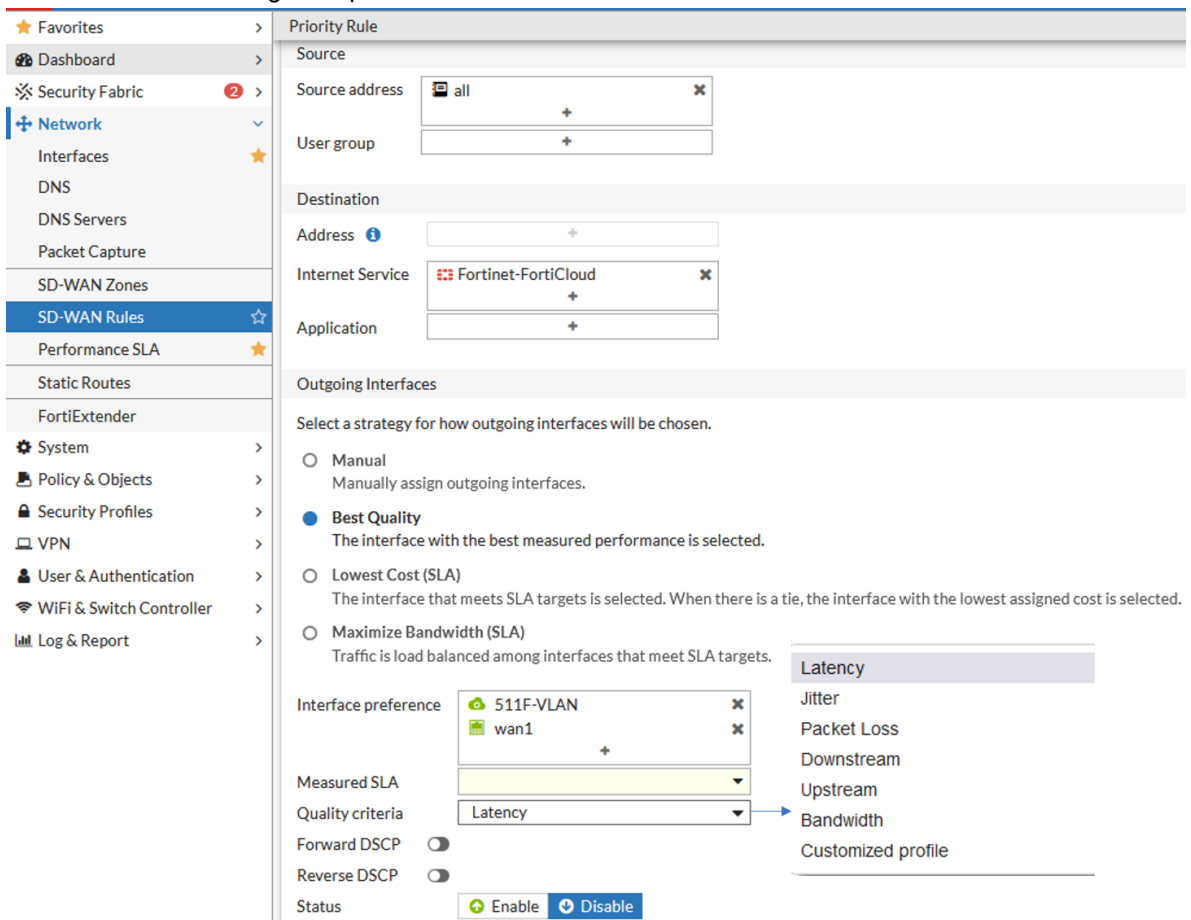 Favorites
Dashboard
Security Fabric 2
Network
Interfaces
DNS
DNS Servers
Packet Capture
SD-WAN Zones
SD-WAN Rules
Performance SLA
Static Routes
FortiExtender
System
Policy & Objects
Security Profiles
VPN
User & Authentication
WiFi & Switch Controller
Log & Report
Priority Rule
Source
Source address all
User group
Destination
Address
Internet Service Fortinet-FortiCloud
Application
Outgoing Interfaces
Select a strategy for how outgoing interfaces will be chosen.
Manual
Manually assign outgoing interfaces.
Best Quality
The interface with the best measured performance is selected.
Lowest Cost (SLA)
The interface that meets SLA targets is selected. When there is a tie, the interface with the lowest assigned cost is selected.
Maximize Bandwidth (SLA)
Traffic is load balanced among interfaces that meet SLA targets.
Interface preference 511F-VLAN
wan1
Measured SLA
Quality criteria Latency
Forward DSCP
Reverse DSCP
Status Enable Disable
Latency
Jitter
Packet Loss
Downstream
Upstream
Bandwidth
Customized profile